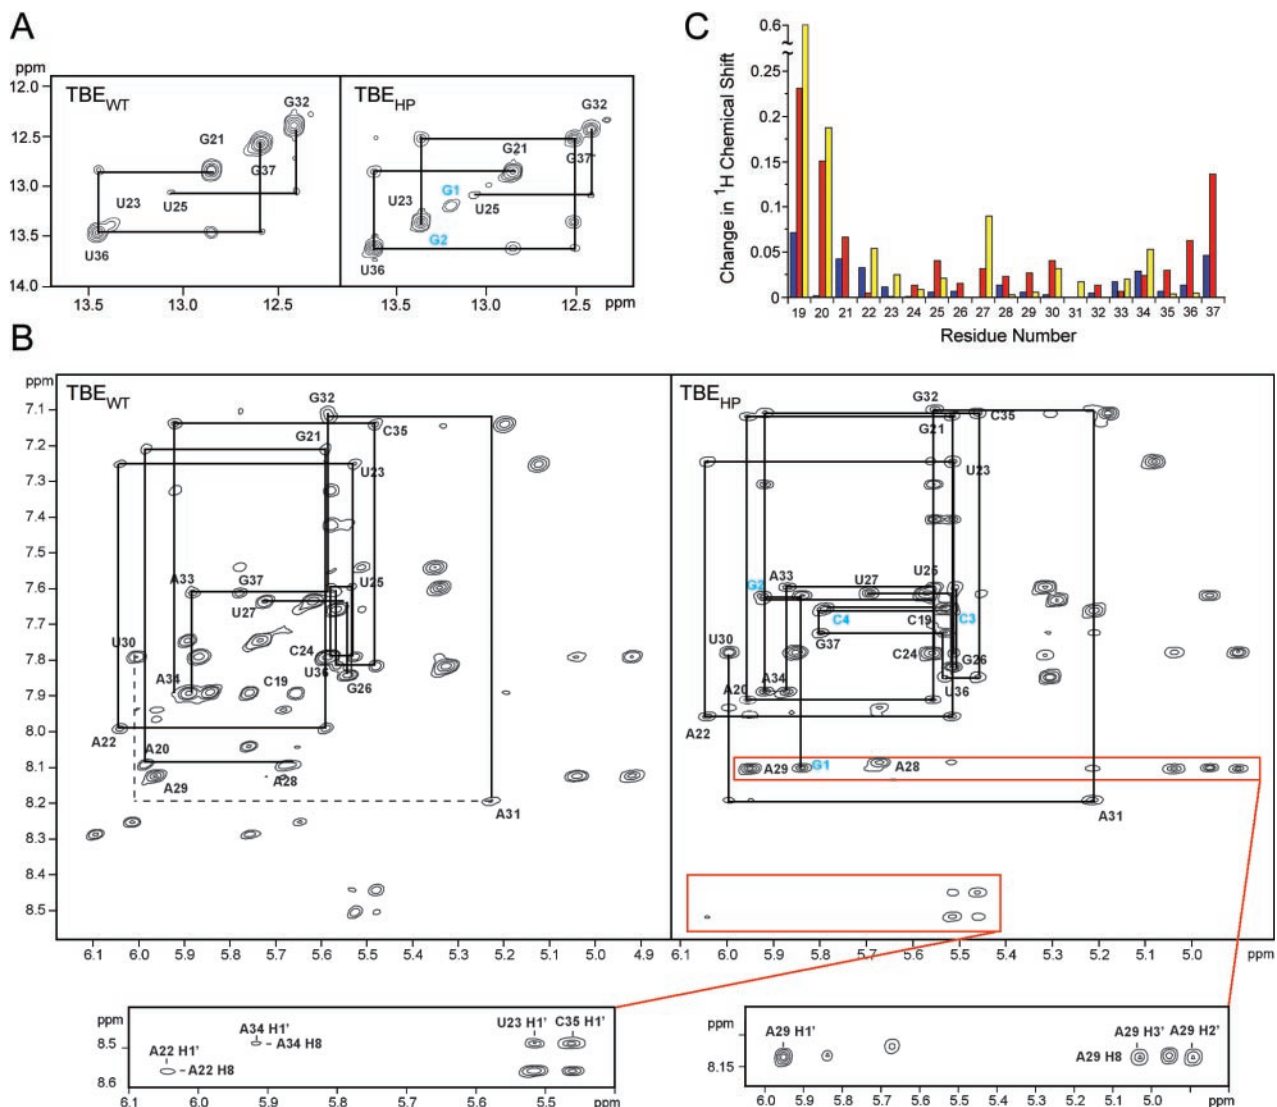 A
ppm
12.0
12.5
13.0
13.5
14.0
TBE WT
G32
G21
G37
U23
U25
U36
13.5
13.0
12.5
TBE HP
G32
G21
G37
G1
U23
U25
G2
U36
13.5
13.0
12.5
ppm
C
Change in 1H Chemical Shift
0.6
0.25
0.15
0.1
0.05
0
19 20 21 22 23 24 25 26 27 28 29 30 31 32 33 34 35 36 37
Residue Number
B
ppm
7.1
7.2
7.3
7.4
7.5
7.6
7.7
7.8
7.9
8.0
8.1
8.2
8.3
8.4
8.5
TBE WT
G32
C35
G21
U23
A33
G37
U25
U27
U30
C24
U36
G26
A34
C19
A22
A20
A28
A29
A31
6.1 6.0 5.9 5.8 5.7 5.6 5.5 5.4 5.3 5.2 5.1 5.0 4.9
TBE HP
G32
C35
G21
U23
G2
A33
U27
U25
C4
C19
C3
U30
G37
C24
G26
A20
A34
U36
A22
A29
G1
A28
A31
6.1 6.0 5.9 5.8 5.7 5.6 5.5 5.4 5.3 5.2 5.1 5.0 ppm
ppm
8.5
8.6
A34 H1'
A34 H8
A22 H1'
A22 H8
U23 H1' C35 H1'
6.1 6.0 5.9 5.8 5.7 5.6 5.5 ppm
ppm
8.15
A29 H1'
A29 H3' A29 H2'
A29 H8
6.0 5.9 5.8 5.7 5.6 5.5 5.4 5.3 5.2 5.1 5.0 ppm